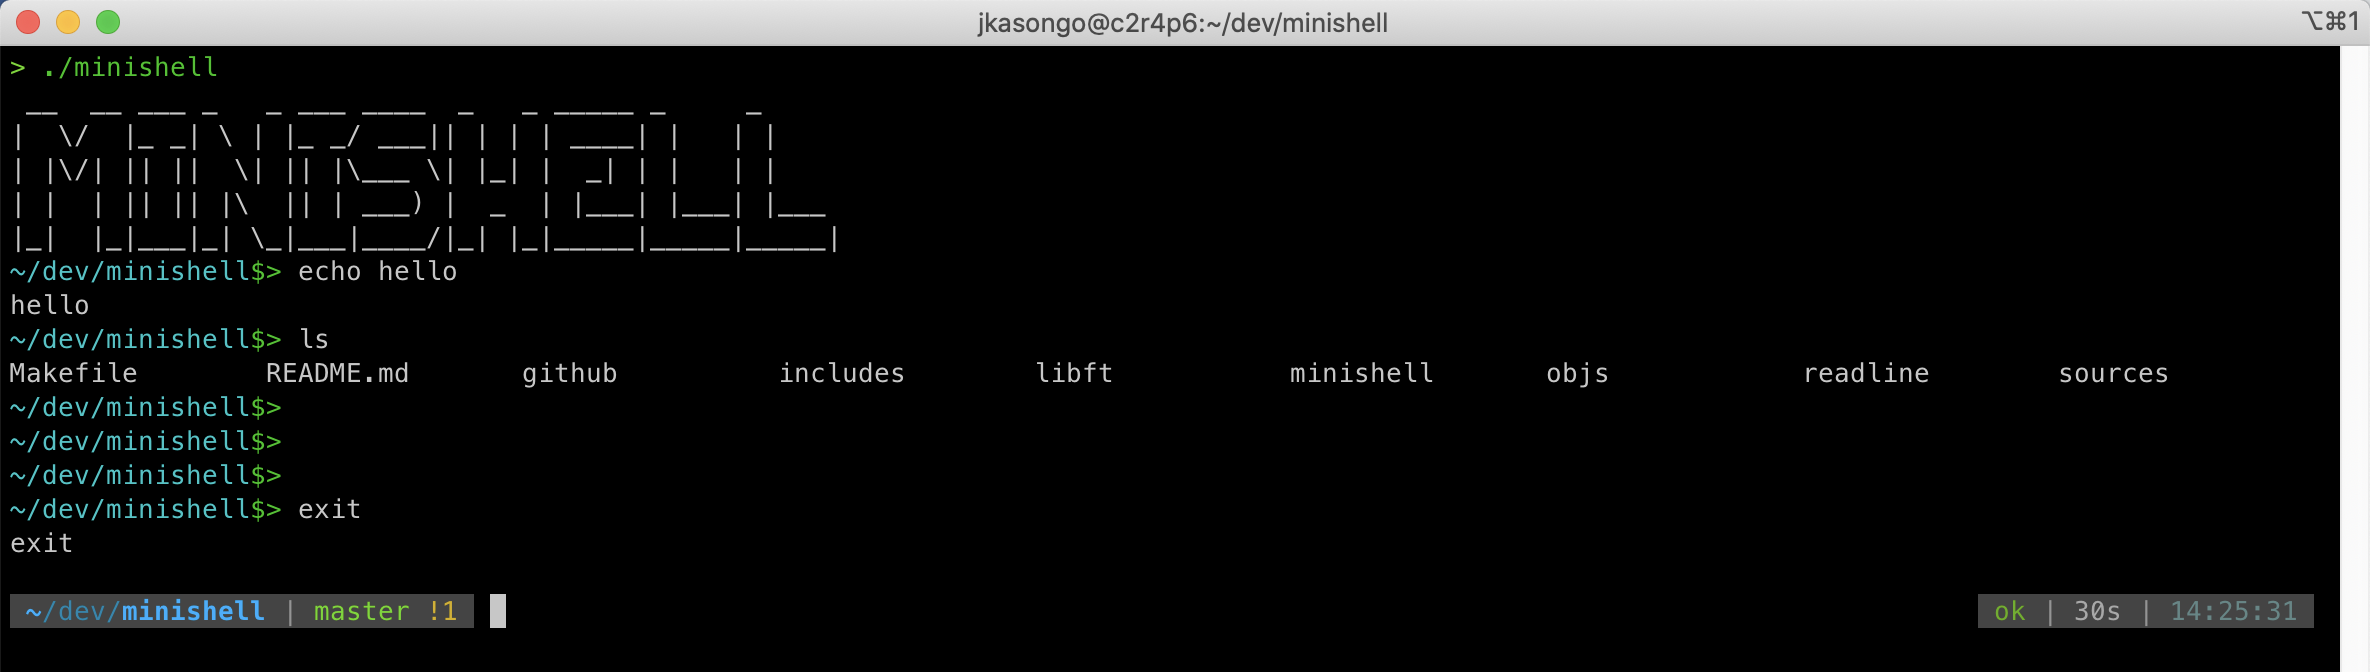 jkasongo@c2r4p6:~/dev/minishell ⌥⌘1
> ./minishell
 __  __ ___ _   _ ___ ____  _   _ _____ _     _
|  \/  |_ _| \ | |_ _/ ___|| | | | ____| |   | |
| |\/| || ||  \| || |\___ \| |_| |  _| | |   | |
| |  | || || |\  || | ___) |  _  | |___| |___| |___
|_|  |_|___|_| \_|___|____/|_| |_|_____|_____|_____|
~/dev/minishell$> echo hello
hello
~/dev/minishell$> ls
Makefile        README.md       github          includes        libft           minishell       objs            readline        sources
~/dev/minishell$>
~/dev/minishell$>
~/dev/minishell$>
~/dev/minishell$> exit
exit
~/dev/minishell | master !1 ok | 30s | 14:25:31